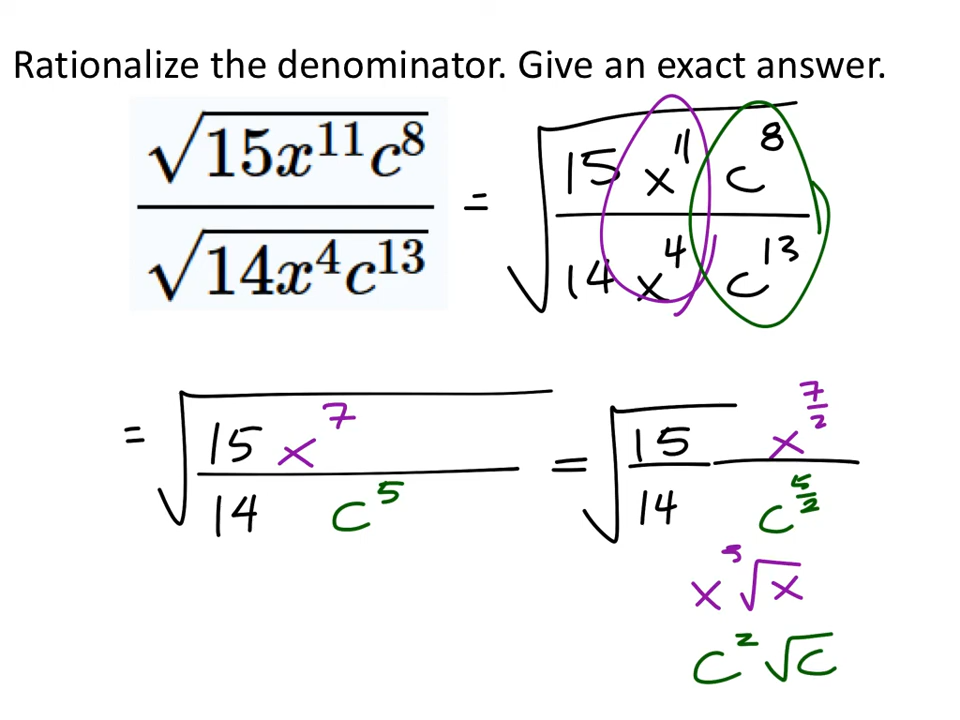 Rationalize the denominator. Give an exact answer.
√(15x¹¹c⁸) / √(14x⁴c¹³) = √((15 x¹¹ c⁸) / (14 x⁴ c¹³))
= √((15 x⁷) / (14 c⁵)) = √(15/14) x^(7/2) / c^(5/2)
x³√x
c²√c